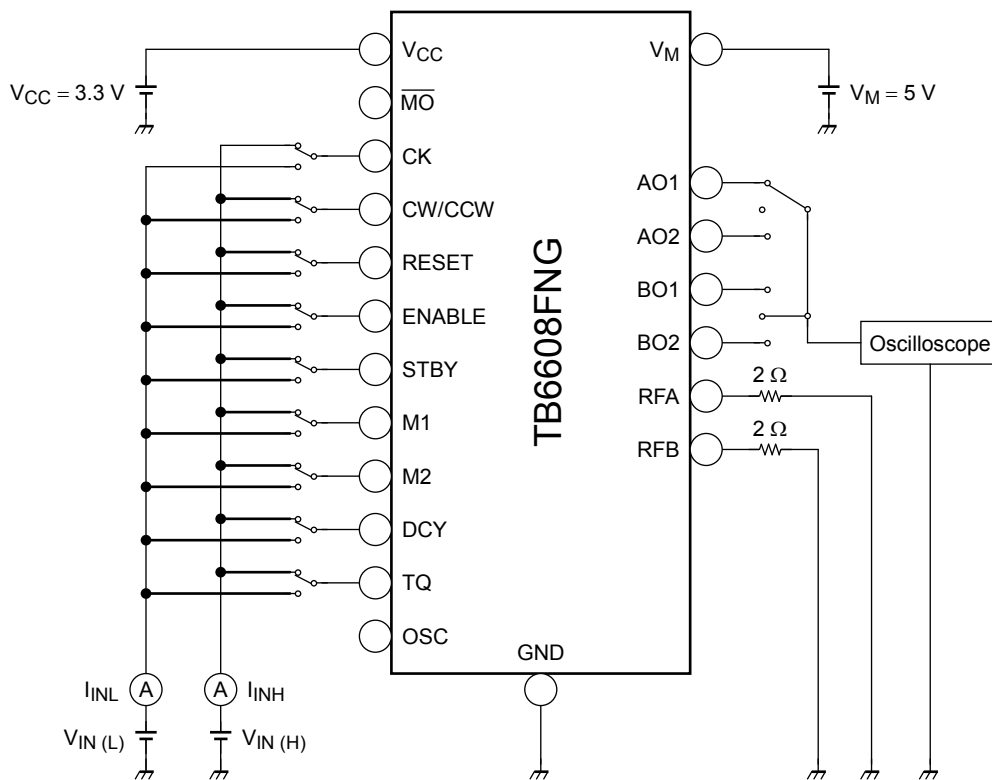 V_CC
V_M
V_CC = 3.3 V
V_M = 5 V
M̅O̅
CK
AO1
CW/CCW
AO2
RESET
BO1
ENABLE
BO2
Oscilloscope
STBY
RFA
2 Ω
M1
RFB
2 Ω
M2
DCY
TQ
OSC
TB6608FNG
GND
I_INL
A
A
I_INH
V_IN (L)
V_IN (H)